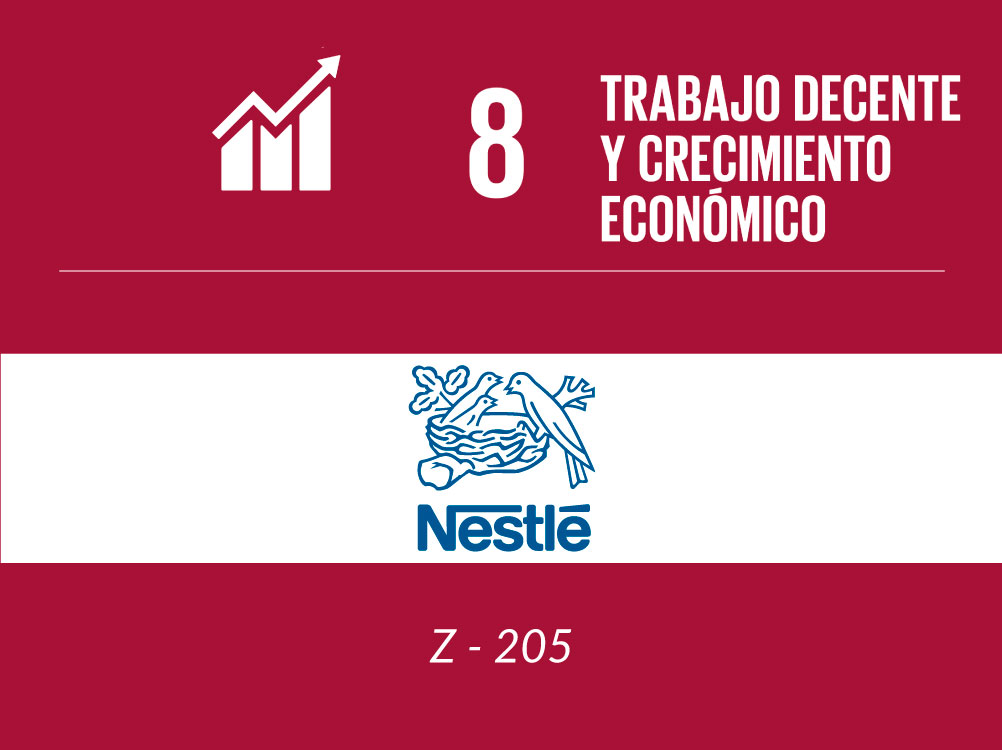 8
TRABAJO DECENTE
Y CRECIMIENTO
ECONÓMICO
Nestlé
Z - 205